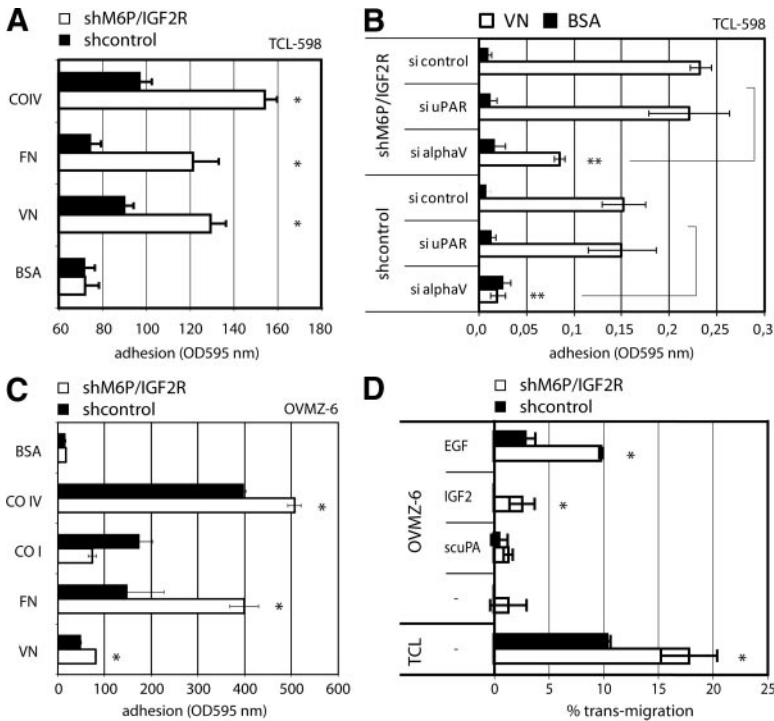 A
shM6P/IGF2R
shcontrol
TCL-598
COIV
*
FN
*
VN
*
BSA
60 80 100 120 140 160 180
adhesion (OD595 nm)
B
VN BSA
TCL-598
shM6P/IGF2R
si control
si uPAR
si alphaV
**
shcontrol
si control
si uPAR
si alphaV
**
0,0 0,05 0,1 0,15 0,2 0,25 0,3
adhesion (OD595 nm)
C
shM6P/IGF2R
shcontrol
OVMZ-6
BSA
CO IV
*
CO I
FN
*
VN
*
0 100 200 300 400 500 600
adhesion (OD595 nm)
D
shM6P/IGF2R
shcontrol
OVMZ-6
EGF
*
IGF2
*
scuPA
-
TCL
-
*
0 5 10 15 20 25
% trans-migration